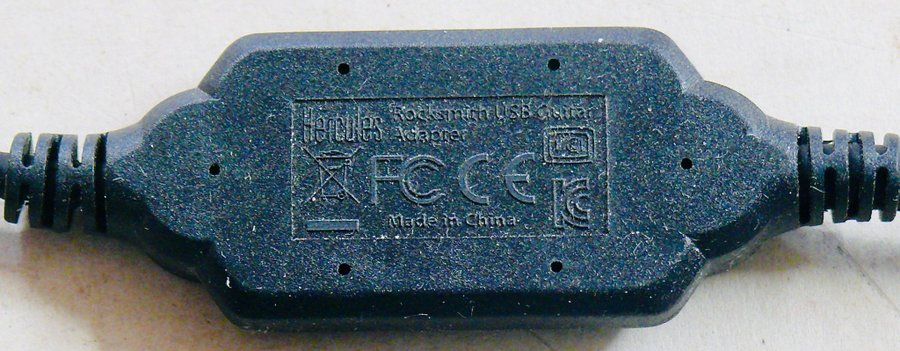 Hercules Rocksmith USB Guitar
Adapter
FC CE
Made in China